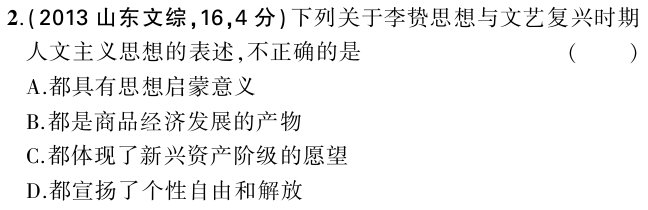 2.(2013山东文综,16,4分)下列关于李贽思想与文艺复兴时期
人文主义思想的表述,不正确的是 (　　)
A.都具有思想启蒙意义
B.都是商品经济发展的产物
C.都体现了新兴资产阶级的愿望
D.都宣扬了个性自由和解放